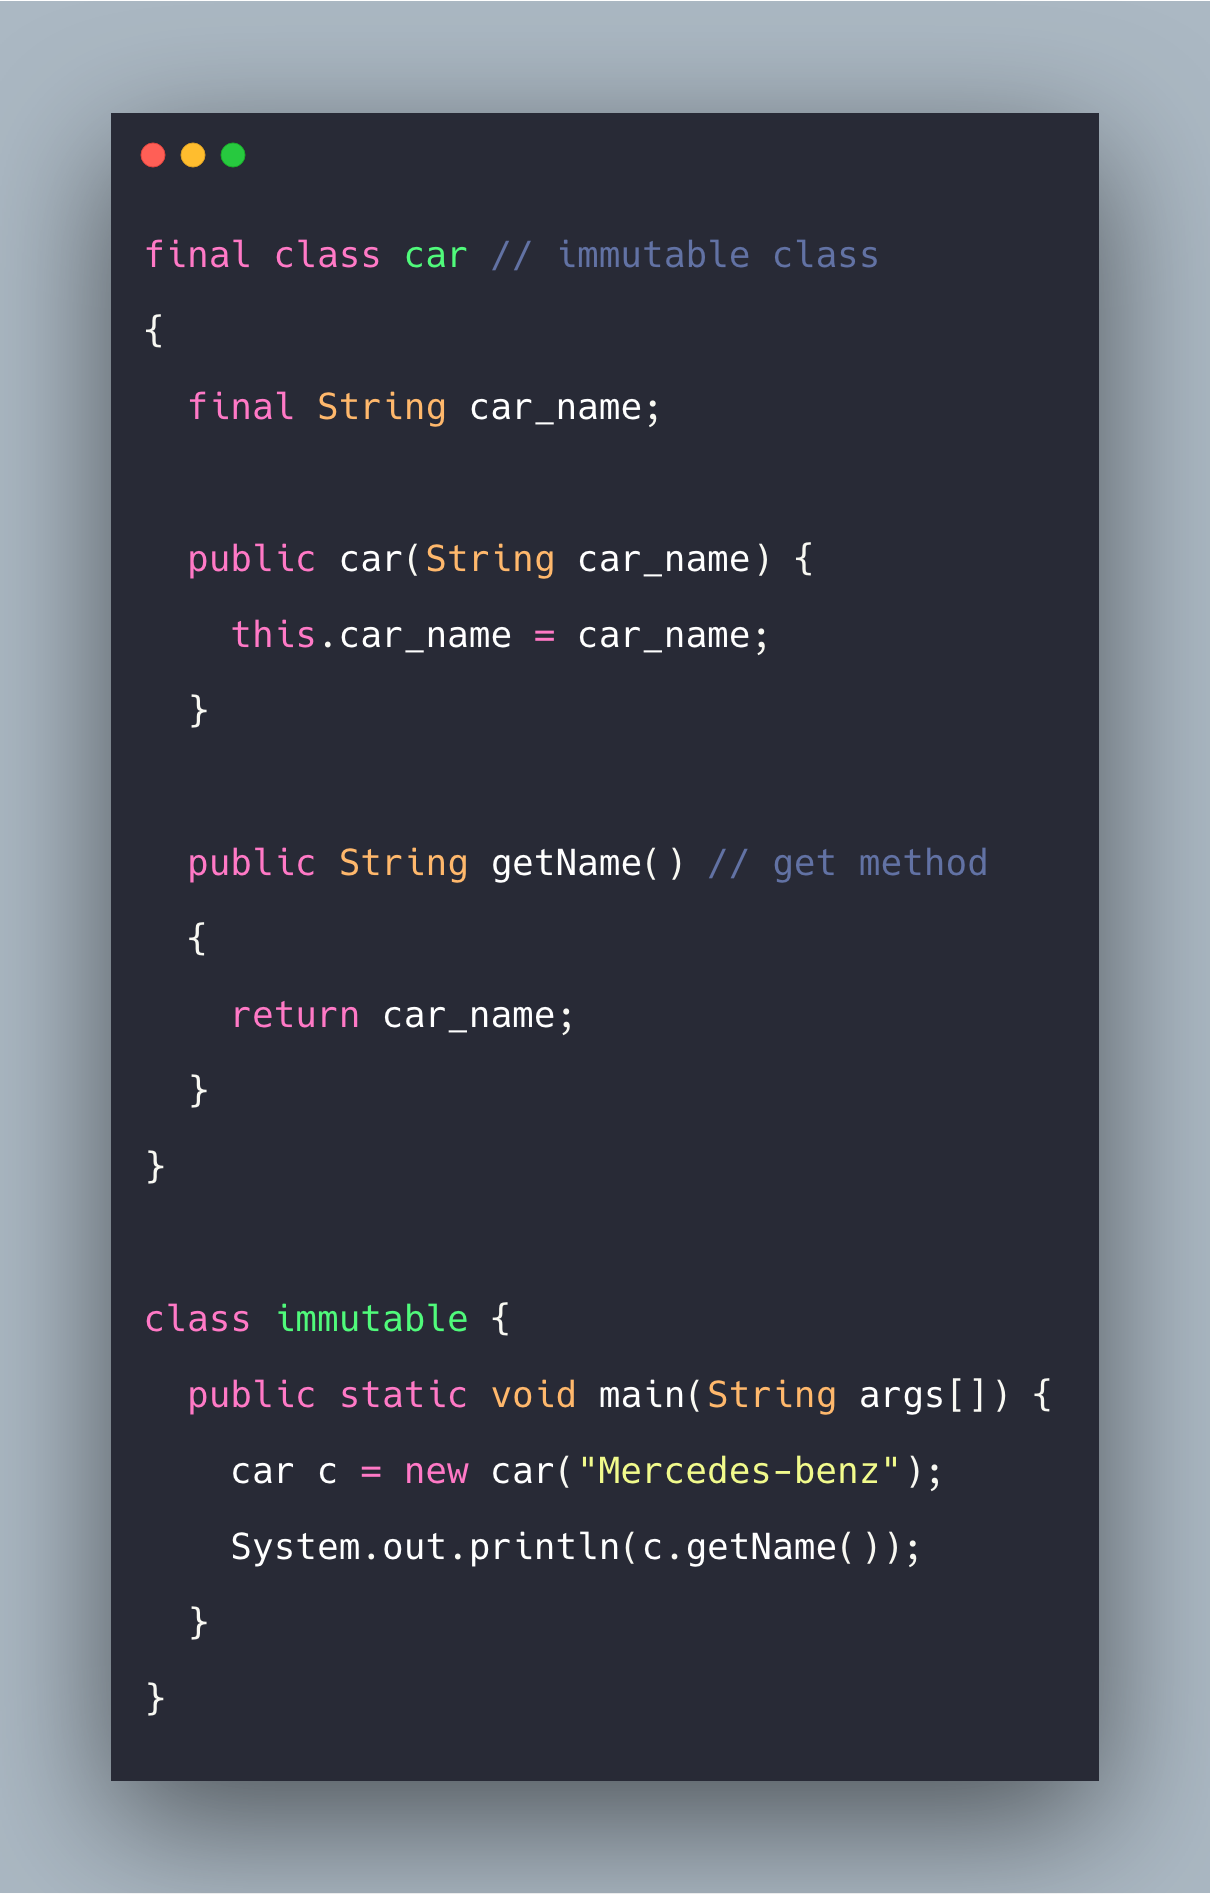 final class car // immutable class
{
  final String car_name;

  public car(String car_name) {
    this.car_name = car_name;
  }

  public String getName() // get method
  {
    return car_name;
  }
}

class immutable {
  public static void main(String args[]) {
    car c = new car("Mercedes-benz");
    System.out.println(c.getName());
  }
}